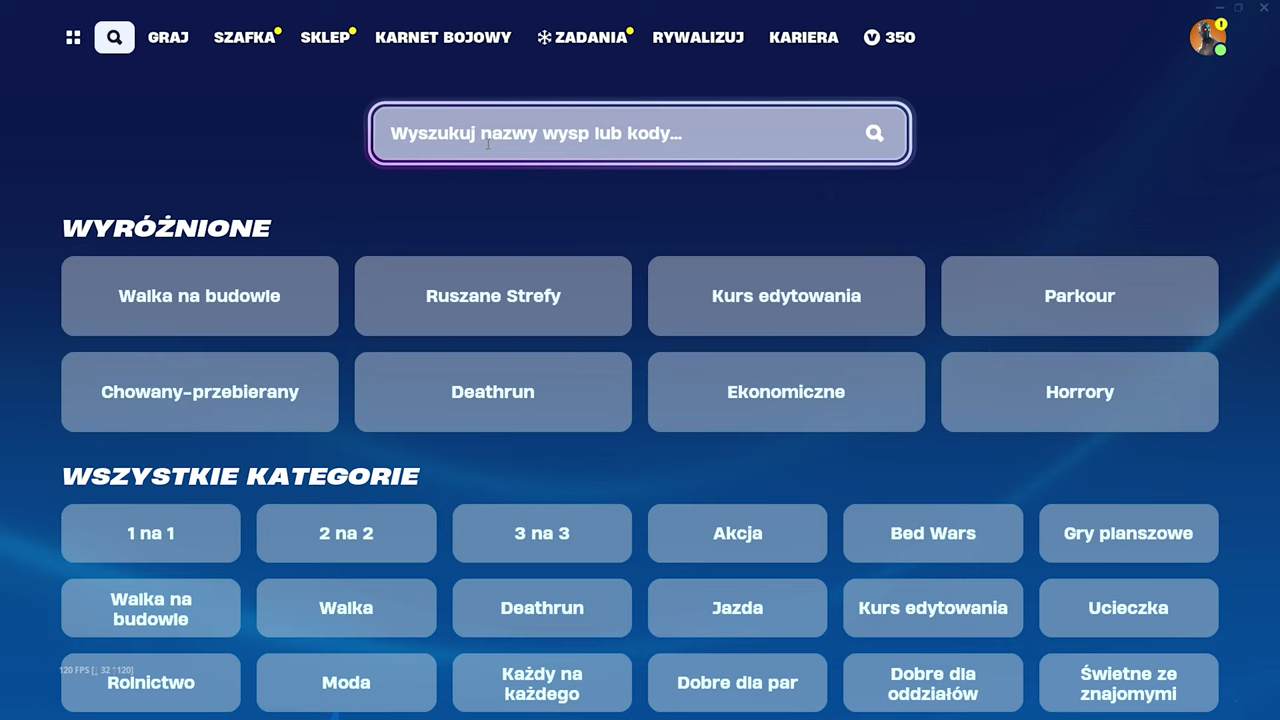 GRAJ SZAFKA SKLEP KARNET BOJOWY ZADANIA RYWALIZUJ KARIERA V 350 !
Wyszukuj nazwy wysp lub kody...
WYRÓŻNIONE
Walka na budowle Ruszane Strefy Kurs edytowania Parkour
Chowany-przebierany Deathrun Ekonomiczne Horrory
WSZYSTKIE KATEGORIE
1 na 1 2 na 2 3 na 3 Akcja Bed Wars Gry planszowe
Walka na budowle Walka Deathrun Jazda Kurs edytowania Ucieczka
120 FPS [
Rolnictwo Moda Każdy na każdego Dobre dla par Dobre dla oddziałów Świetne ze znajomymi